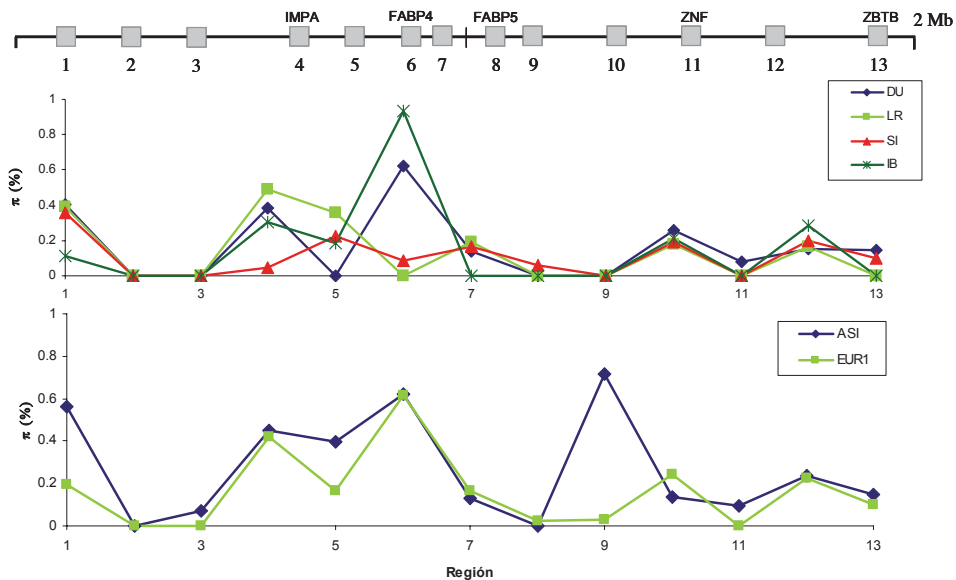 IMPA FABP4 FABP5 ZNF ZBTB 2 Mb
1 2 3 4 5 6 7 8 9 10 11 12 13
DU
LR
SI
IB
π (%)
1
0.8
0.6
0.4
0.2
0
1 3 5 7 9 11 13
ASI
EUR1
π (%)
1
0.8
0.6
0.4
0.2
0
1 3 5 7 9 11 13
Región